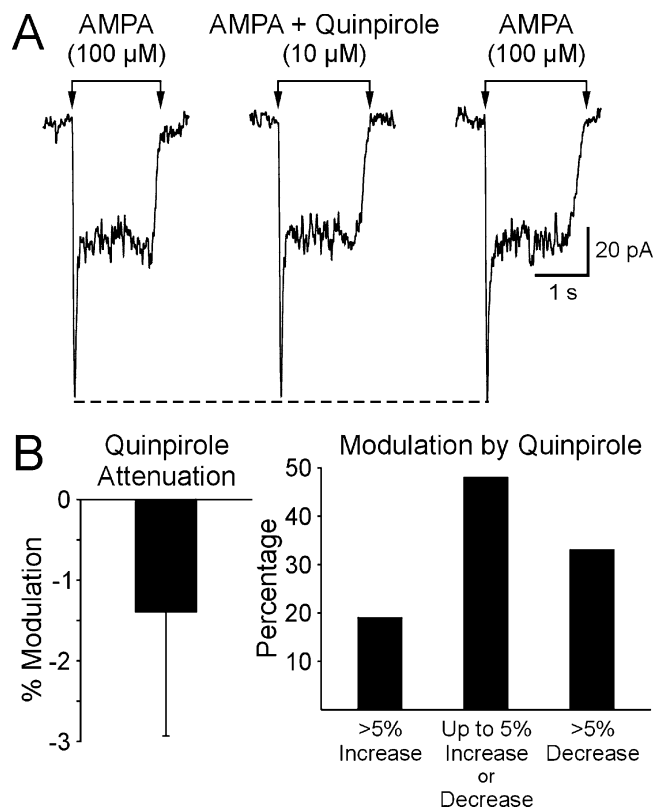 A
AMPA
(100 µM)
AMPA + Quinpirole
(10 µM)
AMPA
(100 µM)
20 pA
1 s
B
Quinpirole
Attenuation
% Modulation
0
-1
-2
-3
Modulation by Quinpirole
Percentage
50
40
30
20
10
>5%
Increase
Up to 5%
Increase
or
Decrease
>5%
Decrease